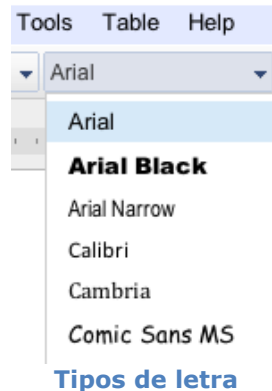 Tools Table Help
Arial
Arial
Arial Black
Arial Narrow
Calibri
Cambria
Comic Sans MS
Tipos de letra